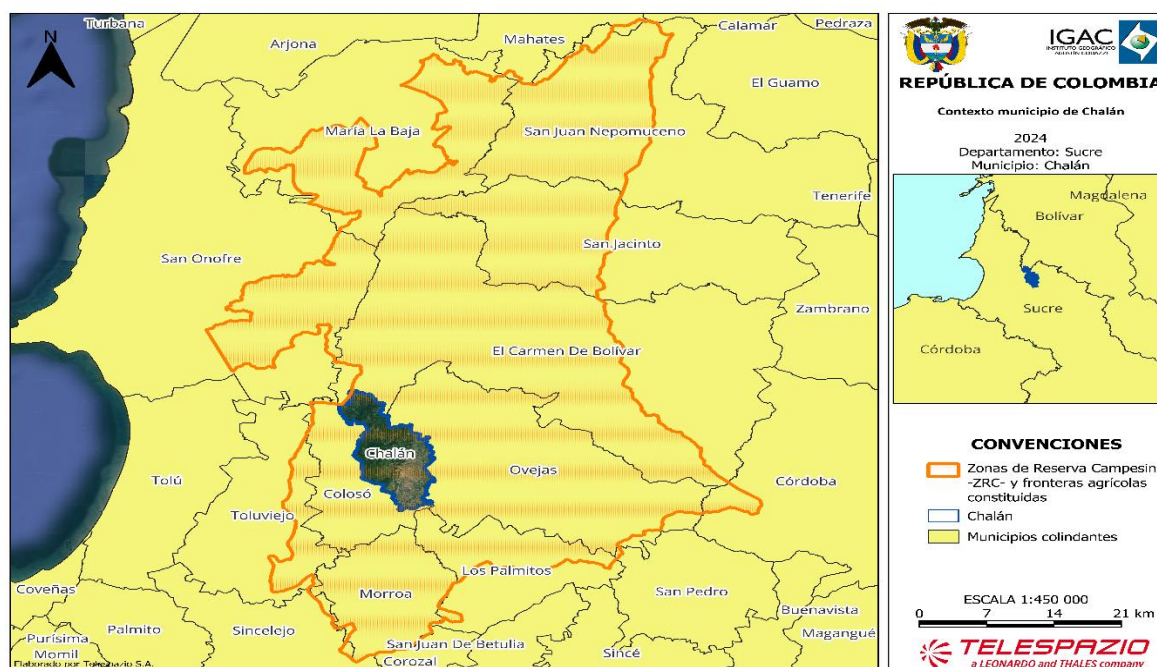 Turbana
Arjona
Mahates
Calamar
Pedraza
N
El Guamo
María La Baja
San Juan Nepomuceno
Tenerife
San Jacinto
San Onofre
Zambrano
El Carmen De Bolívar
Chalán
Ovejas
Tolú
Colosó
Córdoba
Toluviejo
Los Palmitos
Coveñas
Morroa
San Pedro
Buenavista
Palmito
Sincelejo
Purísima
Momil
San Juan De Betulia
Magangué
Corozal
Sincé
Elaborado por Telespazio S.A.
IGAC
INSTITUTO GEOGRÁFICO
AGUSTÍN CODAZZI
REPÚBLICA DE COLOMBIA
Contexto municipio de Chalán
2024
Departamento: Sucre
Municipio: Chalán
Magdalena
Bolívar
Sucre
Córdoba
CONVENCIONES
Zonas de Reserva Campesin
-ZRC- y fronteras agrícolas
constituidas
Chalán
Municipios colindantes
ESCALA 1:450 000
0 7 14 21 km
TELESPAZIO
a LEONARDO and THALES company